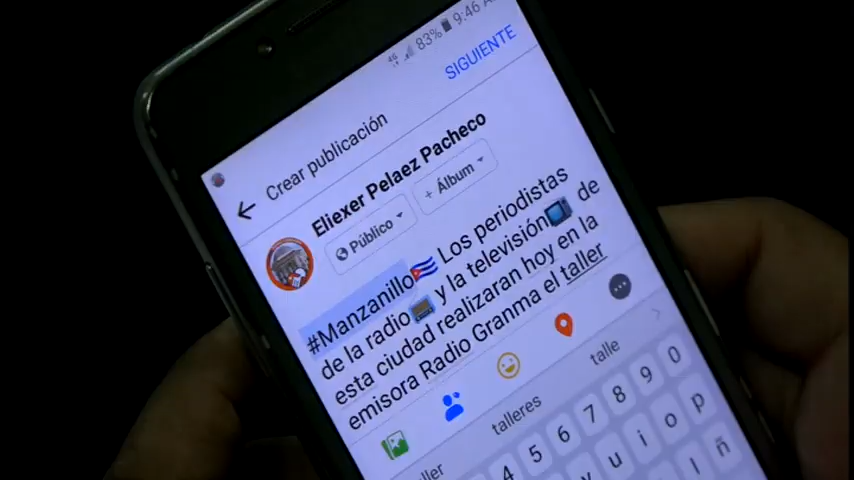 4G 83% 9:46
SIGUIENTE
Crear publicación
Eliexer Pelaez Pacheco
Público + Álbum
#Manzanillo🇨🇺 Los periodistas
de la radio📻 y la televisión📺 de
esta ciudad realizaran hoy en la
emisora Radio Granma el taller
talleres talle
4 5 6 7 8 9 0
u i o p
l ñ